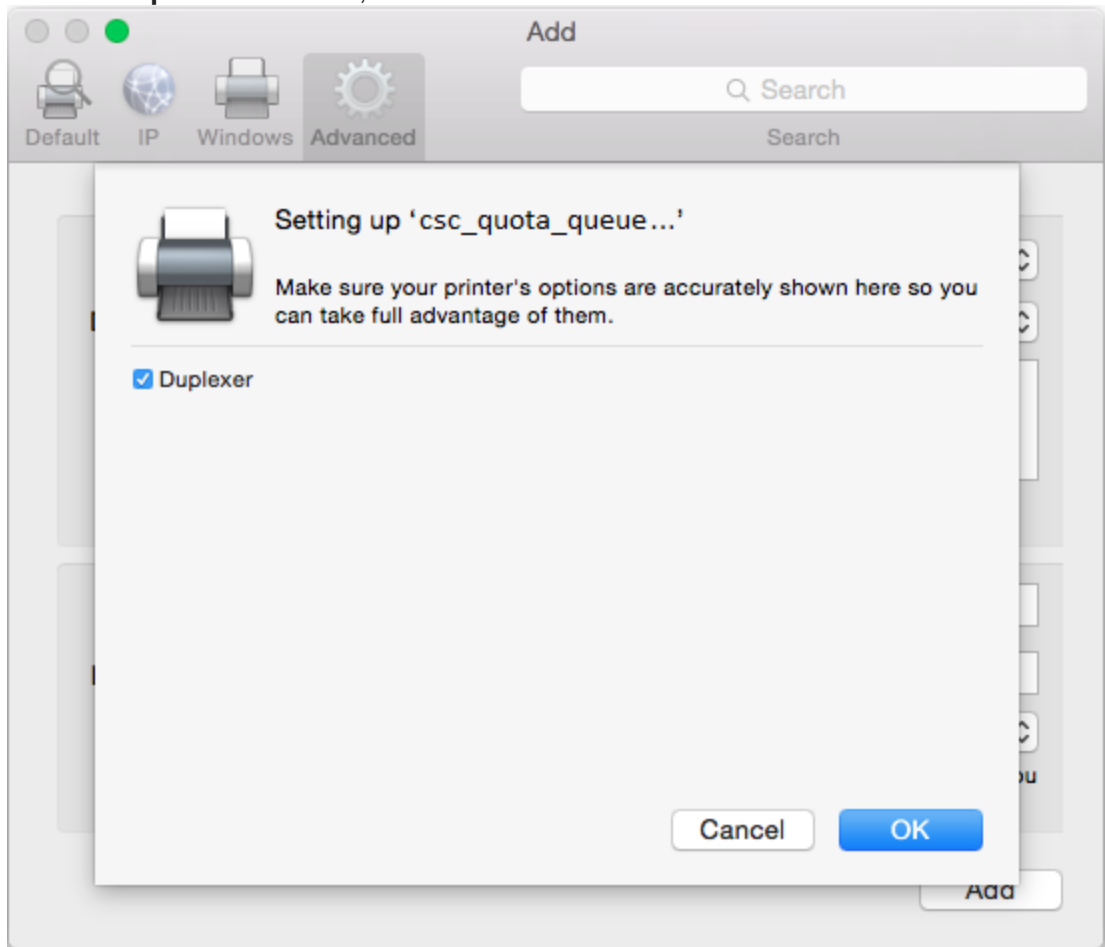 Add
Search
Default IP Windows Advanced Search
Setting up ‘csc_quota_queue...’
Make sure your printer's options are accurately shown here so you
can take full advantage of them.
Duplexer
Cancel OK
Add